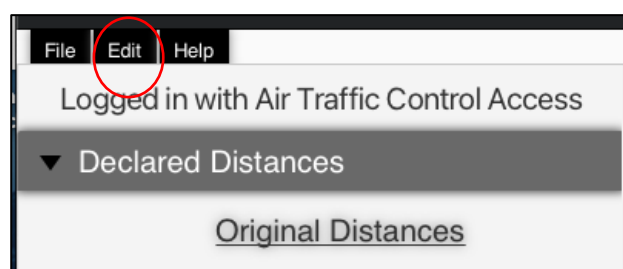 File Edit Help
Logged in with Air Traffic Control Access
Declared Distances
Original Distances